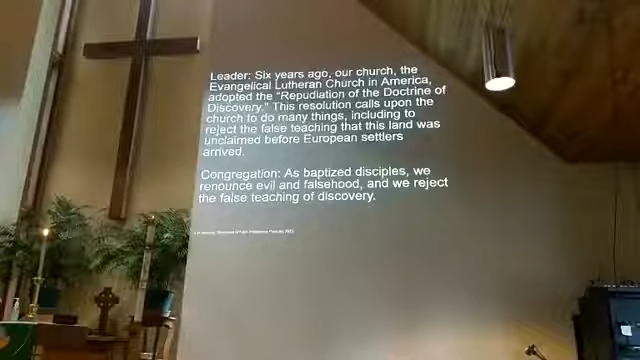 Leader: Six years ago, our church, the
Evangelical Lutheran Church in America,
adopted the "Repudiation of the Doctrine of
Discovery." This resolution calls upon the
church to do many things, including to
reject the false teaching that this land was
unclaimed before European settlers
arrived.
Congregation: As baptized disciples, we
renounce evil and falsehood, and we reject
the false teaching of discovery.